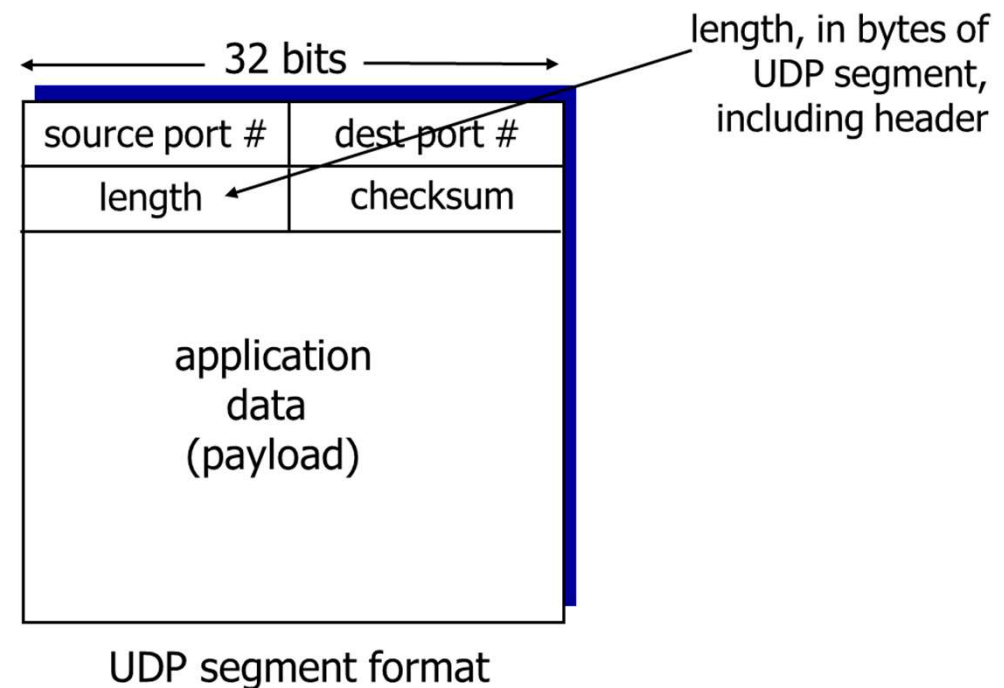 32 bits
length, in bytes of
UDP segment,
including header
source port #
dest port #
length
checksum
application
data
(payload)
UDP segment format